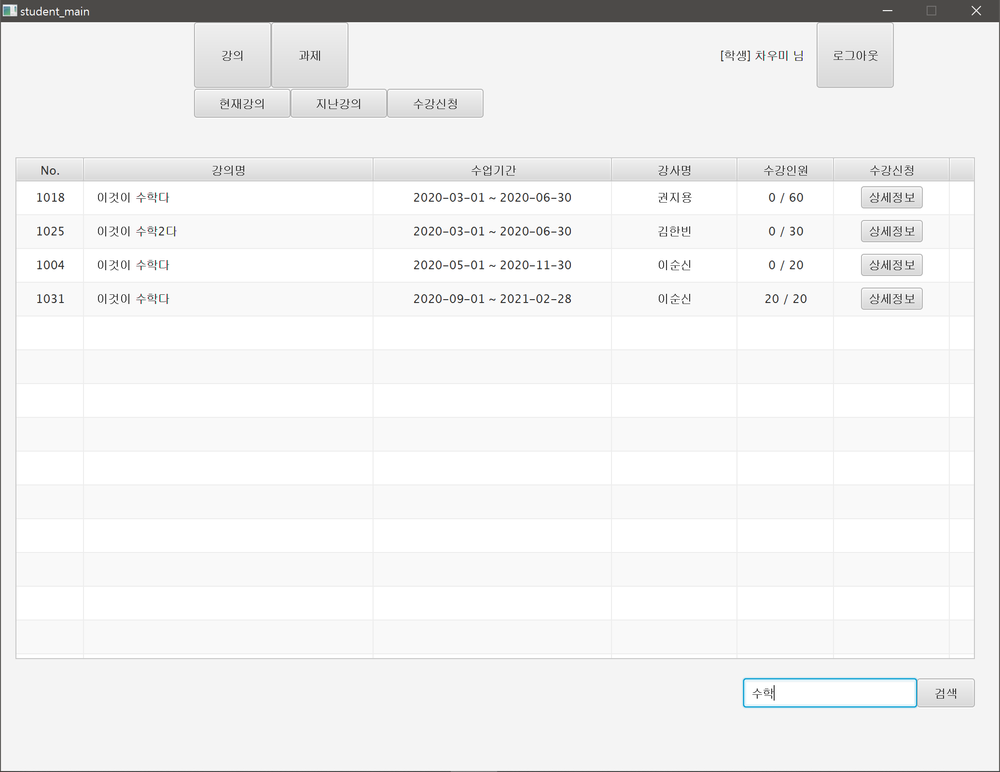 student_main
강의 과제 [학생] 차우미 님 로그아웃
현재강의 지난강의 수강신청
No. 강의명 수업기간 강사명 수강인원 수강신청
1018 이것이 수학다 2020-03-01 ~ 2020-06-30 권지용 0 / 60 상세정보
1025 이것이 수학2다 2020-03-01 ~ 2020-06-30 김한빈 0 / 30 상세정보
1004 이것이 수학다 2020-05-01 ~ 2020-11-30 이순신 0 / 20 상세정보
1031 이것이 수학다 2020-09-01 ~ 2021-02-28 이순신 20 / 20 상세정보
수학 검색